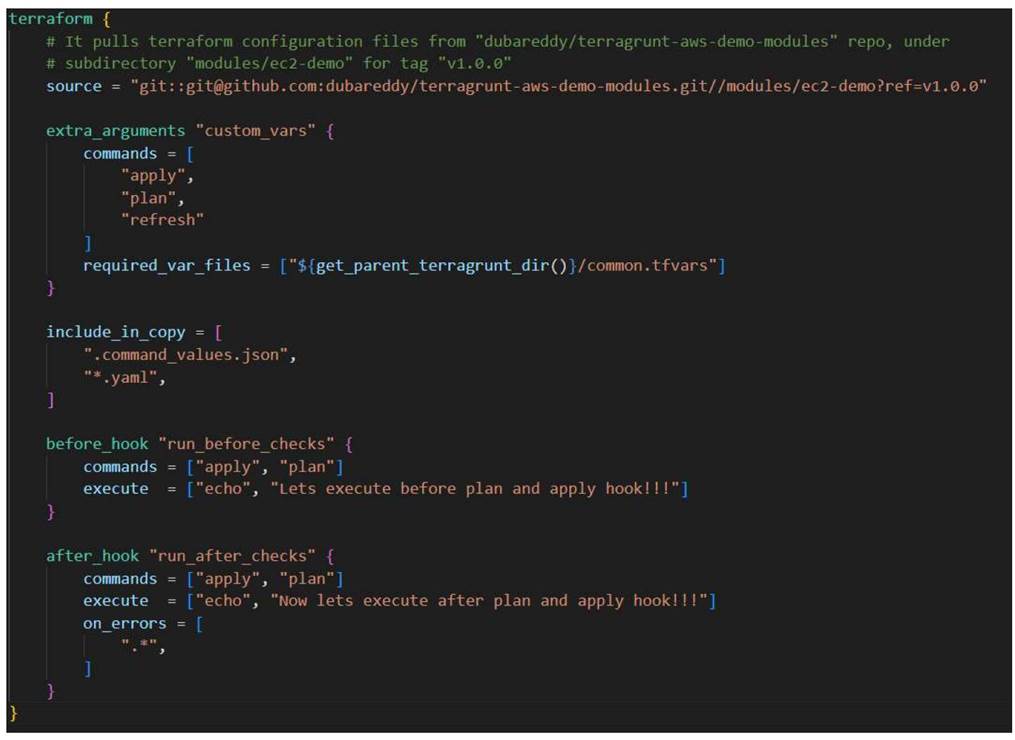 terraform {
    # It pulls terraform configuration files from "dubareddy/terragrunt-aws-demo-modules" repo, under
    # subdirectory "modules/ec2-demo" for tag "v1.0.0"
    source = "git::git@github.com:dubareddy/terragrunt-aws-demo-modules.git//modules/ec2-demo?ref=v1.0.0"

    extra_arguments "custom_vars" {
        commands = [
            "apply",
            "plan",
            "refresh"
        ]
        required_var_files = ["${get_parent_terragrunt_dir()}/common.tfvars"]
    }

    include_in_copy = [
        ".command_values.json",
        "*.yaml",
    ]

    before_hook "run_before_checks" {
        commands = ["apply", "plan"]
        execute  = ["echo", "Lets execute before plan and apply hook!!!"]
    }

    after_hook "run_after_checks" {
        commands = ["apply", "plan"]
        execute  = ["echo", "Now lets execute after plan and apply hook!!!"]
        on_errors = [
            ".*",
        ]
    }
}